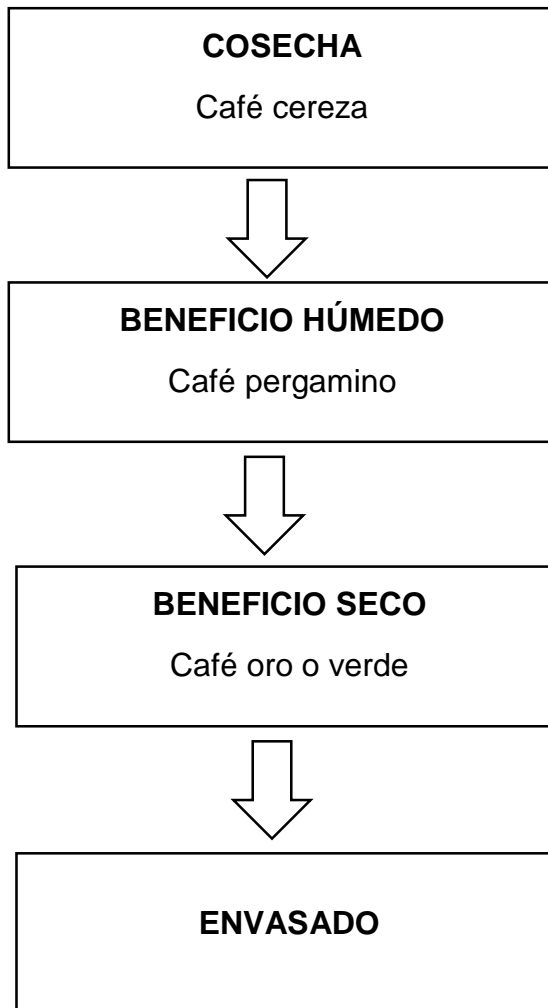 COSECHA
Café cereza
BENEFICIO HÚMEDO
Café pergamino
BENEFICIO SECO
Café oro o verde
ENVASADO